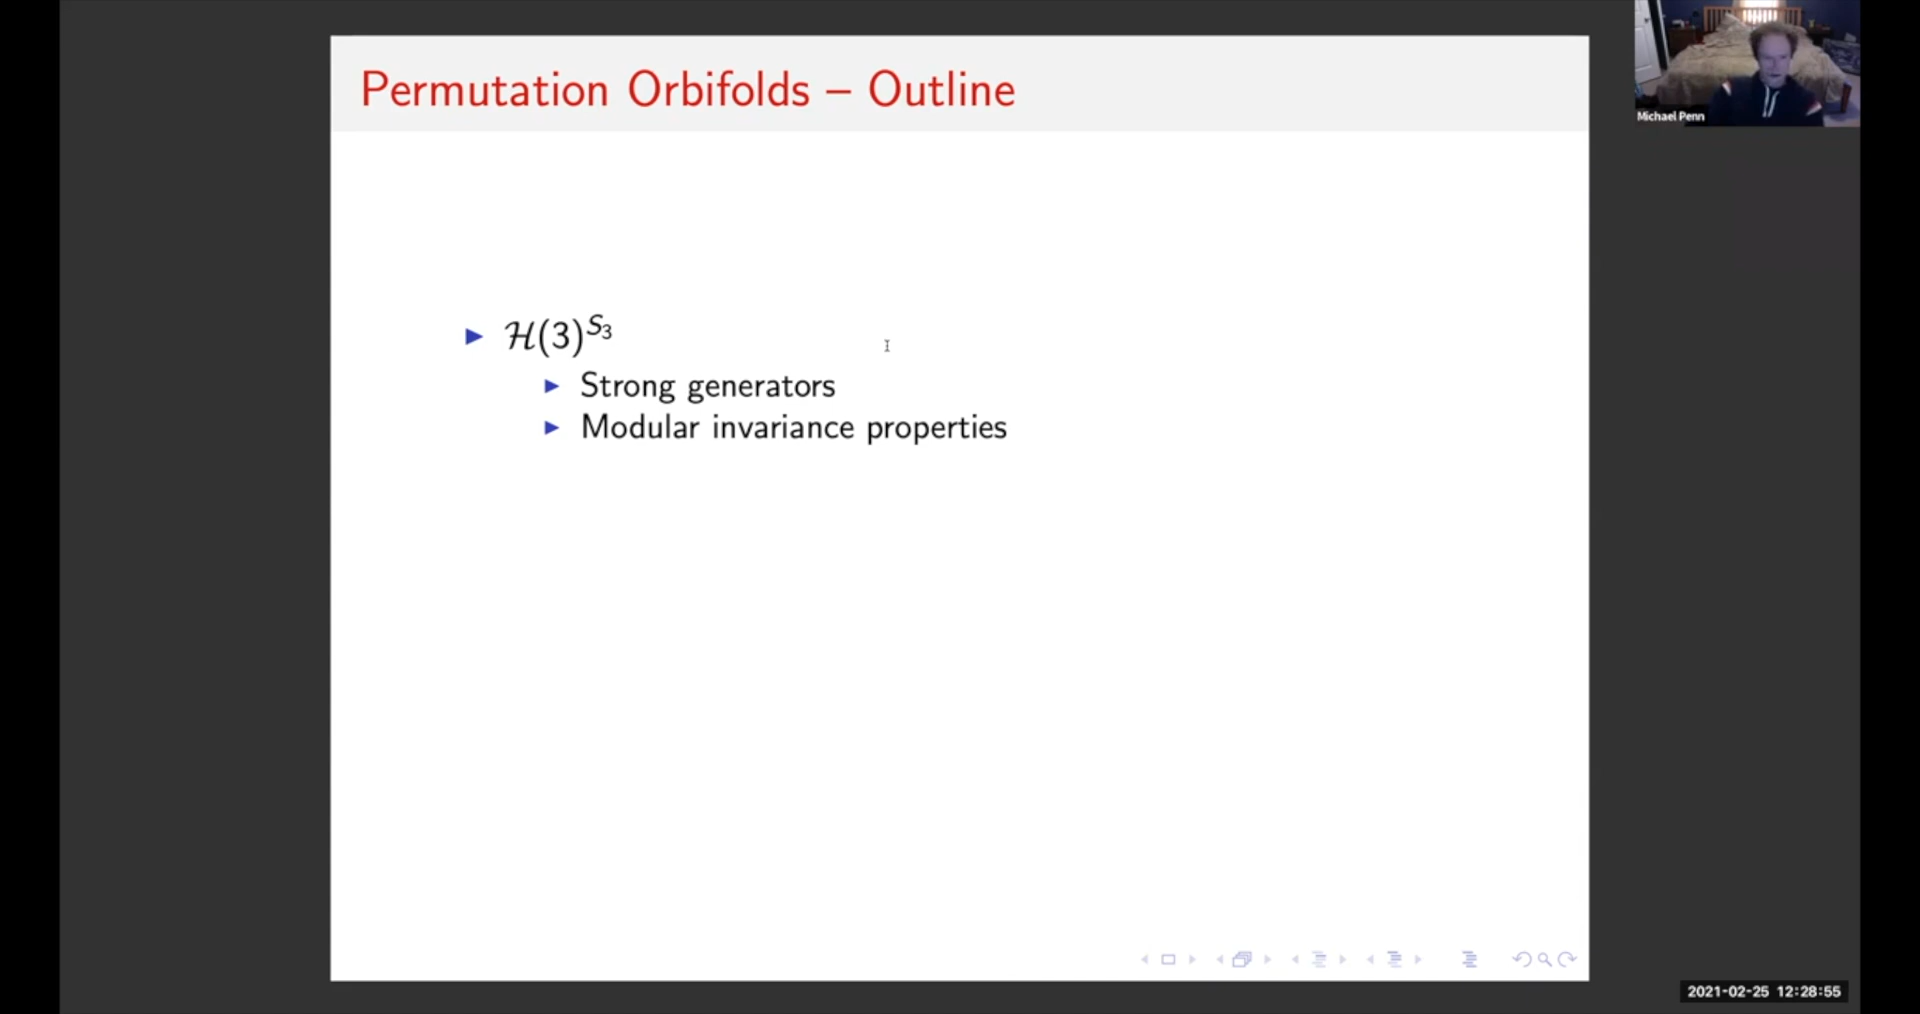 Permutation Orbifolds – Outline
Michael Penn
▶ ℋ(3)^{S_3}
▶ Strong generators
▶ Modular invariance properties
2021-02-25 12:28:55